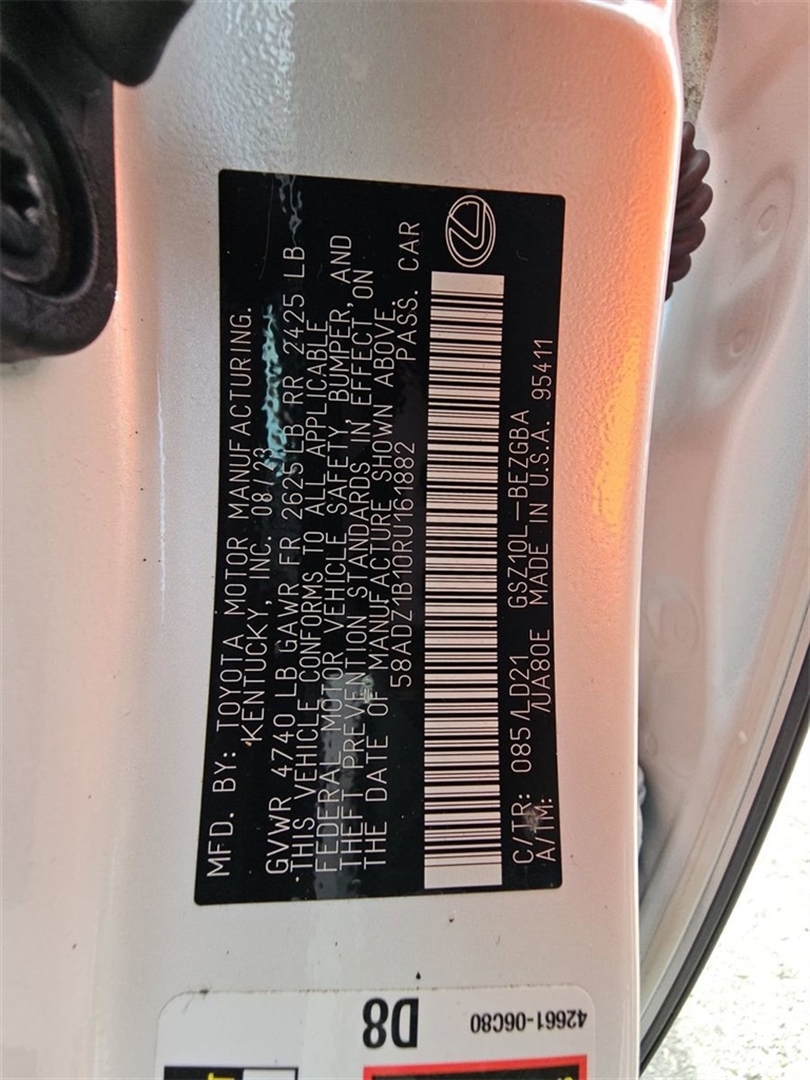 MFD. BY: TOYOTA MOTOR MANUFACTURING.
KENTUCKY, INC. 08/23
GVWR 4740 LB GAWR FR 2625 LB RR 2425 LB
THIS VEHICLE CONFORMS TO ALL APPLICABLE
FEDERAL MOTOR VEHICLE SAFETY, BUMPER, AND
THEFT PREVENTION STANDARDS IN EFFECT ON
THE DATE OF MANUFACTURE SHOWN ABOVE.
58ADZ1B10RU161882 PASS. CAR
C/TR: 085/LD21 GSZ10L-BEZGBA
A/TM: /UA80E MADE IN U.S.A. 95411
D8
42661-06C80